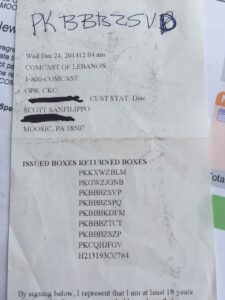 PKBBBZSVD
Wed Dec 24, 2014 12:04 am
COMCAST OF LEBANON
1-800-COMCAST
OPR: CKC
CUST STAT: Disc
SCOTT SANFILIPPO
MOOSIC, PA 18507
ISSUED BOXES RETURNED BOXES
PKKXWZBLM
PKGWZJGNB
PKBBBZSVP
PKBBBZSPQ
PKBBBKDFM
PKBBBZTCT
PKBBBZSZP
PKCQHJFGV
H213193CC764
By signing below, I represent that I am at least 18 years